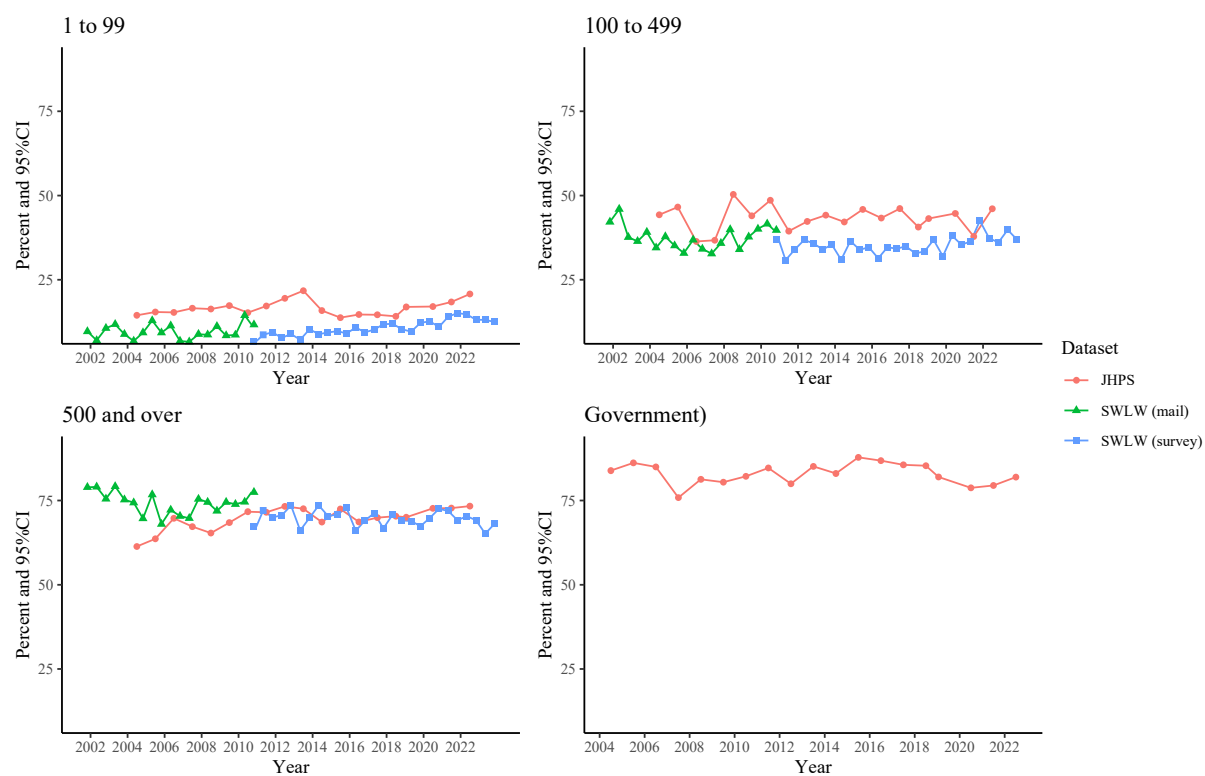 1 to 99
Percent and 95%CI
75
50
25
2002 2004 2006 2008 2010 2012 2014 2016 2018 2020 2022
Year
100 to 499
Percent and 95%CI
75
50
25
2002 2004 2006 2008 2010 2012 2014 2016 2018 2020 2022
Year
500 and over
Percent and 95%CI
75
50
25
2002 2004 2006 2008 2010 2012 2014 2016 2018 2020 2022
Year
Government)
Percent and 95%CI
75
50
25
2004 2006 2008 2010 2012 2014 2016 2018 2020 2022
Year
Dataset
JHPS
SWLW (mail)
SWLW (survey)